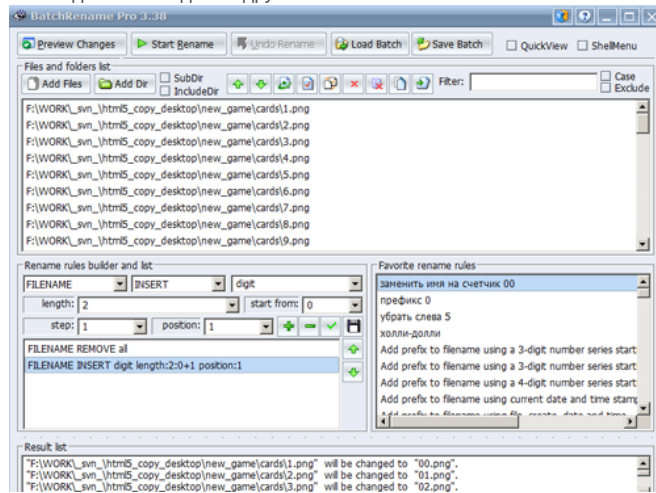 BatchRename Pro 3.38
Preview Changes Start Rename Undo Rename Load Batch Save Batch QuickView ShellMenu
Files and folders list
Add Files Add Dir SubDir IncludeDir Filter: Case Exclude
F:\WORK\_svn_\html5_copy_desktop\new_game\cards\1.png
F:\WORK\_svn_\html5_copy_desktop\new_game\cards\2.png
F:\WORK\_svn_\html5_copy_desktop\new_game\cards\3.png
F:\WORK\_svn_\html5_copy_desktop\new_game\cards\4.png
F:\WORK\_svn_\html5_copy_desktop\new_game\cards\5.png
F:\WORK\_svn_\html5_copy_desktop\new_game\cards\6.png
F:\WORK\_svn_\html5_copy_desktop\new_game\cards\7.png
F:\WORK\_svn_\html5_copy_desktop\new_game\cards\8.png
F:\WORK\_svn_\html5_copy_desktop\new_game\cards\9.png
Rename rules builder and list
FILENAME INSERT digit
length: 2 start from: 0
step: 1 position: 1
FILENAME REMOVE all
FILENAME INSERT digit length:2:0+1 position:1
Favorite rename rules
заменить имя на счетчик 00
префикс 0
убрать слева 5
холли-долли
Add prefix to filename using a 3-digit number series start
Add prefix to filename using a 3-digit number series start
Add prefix to filename using a 4-digit number series start
Add prefix to filename using current date and time stamp
Add prefix to filename using file create date and time
Result list
"F:\WORK\_svn_\html5_copy_desktop\new_game\cards\1.png" will be changed to "00.png".
"F:\WORK\_svn_\html5_copy_desktop\new_game\cards\2.png" will be changed to "01.png".
"F:\WORK\_svn_\html5_copy_desktop\new_game\cards\3.png" will be changed to "02.png".